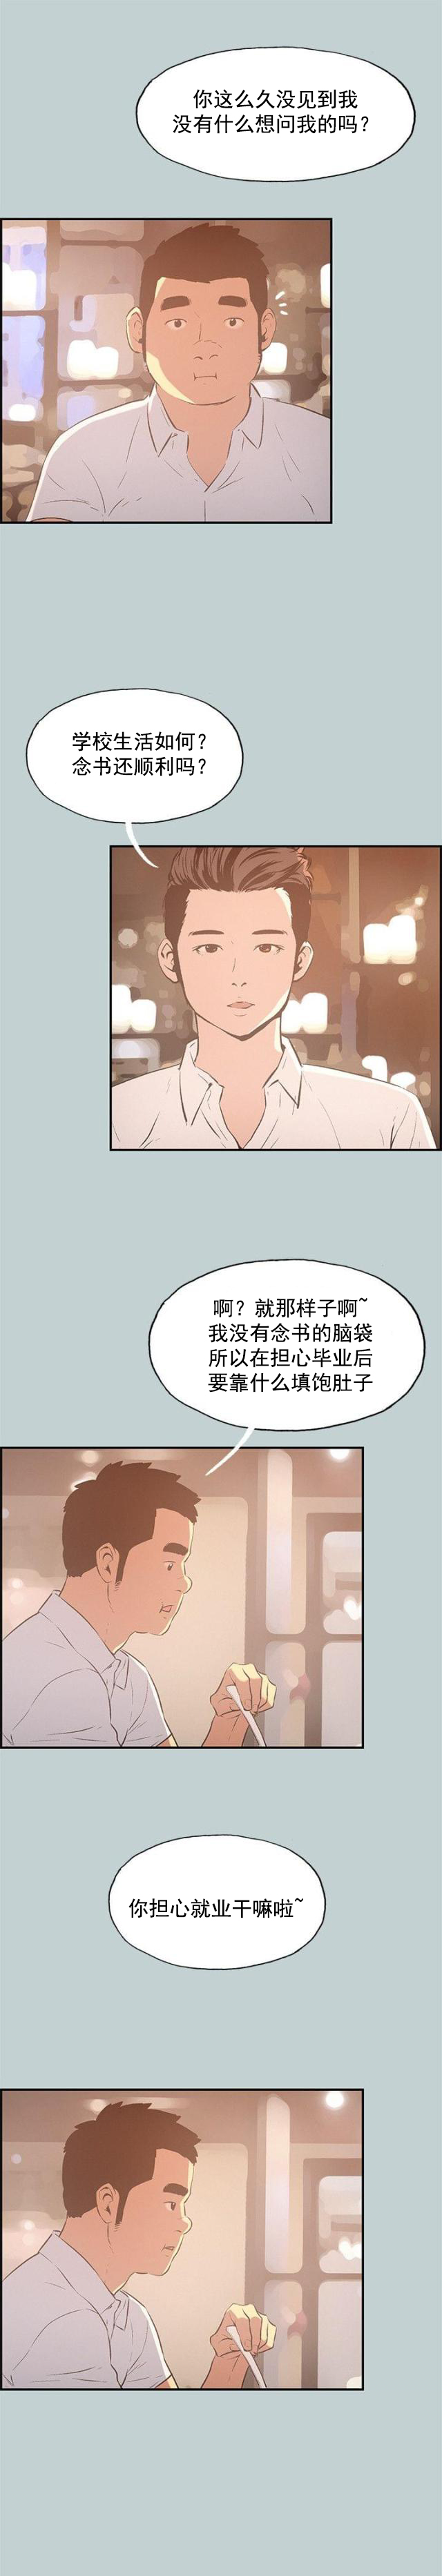 你这么久没见到我
没有什么想问我的吗？
学校生活如何？
念书还顺利吗？
啊？就那样子啊~
我没有念书的脑袋
所以在担心毕业后
要靠什么填饱肚子
你担心就业干嘛啦~